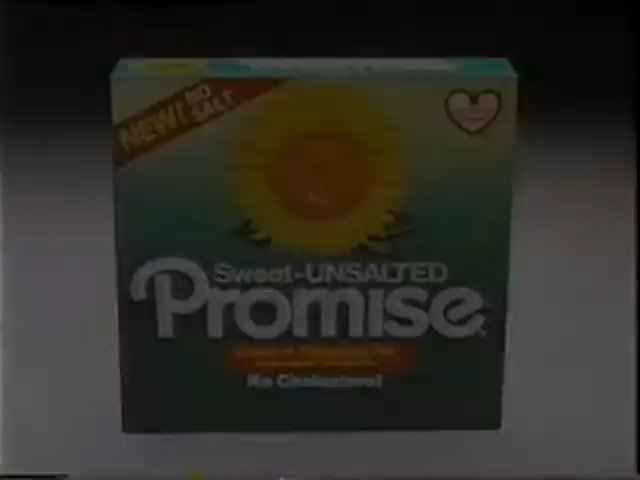 NEW! NO
SALT
Sweet-UNSALTED
Promise
No Cholesterol